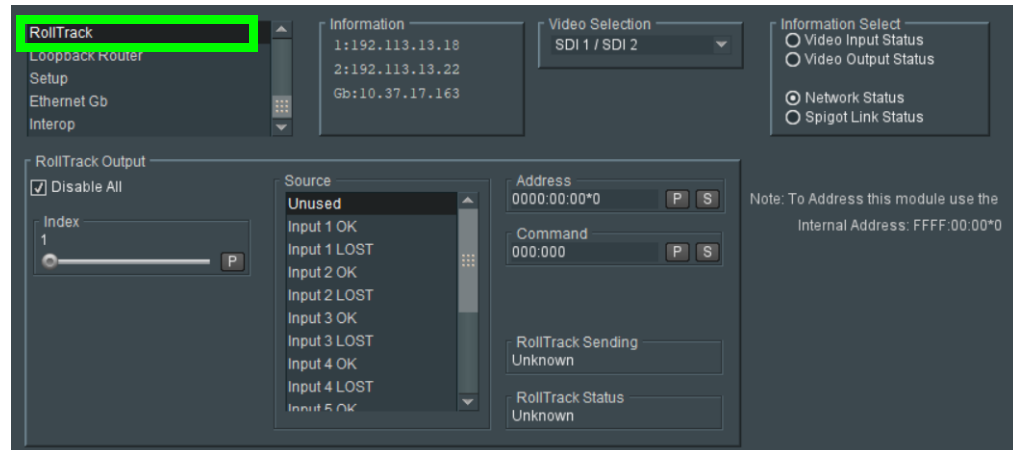 RollTrack
Loopback Router
Setup
Ethernet Gb
Interop
Information
1:192.113.13.18
2:192.113.13.22
Gb:10.37.17.163
Video Selection
SDI 1 / SDI 2
Information Select
Video Input Status
Video Output Status
Network Status
Spigot Link Status
RollTrack Output
Disable All
Index
1
P
Source
Unused
Input 1 OK
Input 1 LOST
Input 2 OK
Input 2 LOST
Input 3 OK
Input 3 LOST
Input 4 OK
Input 4 LOST
Input 5 OK
Address
0000:00:00*0 P S
Command
000:000 P S
RollTrack Sending
Unknown
RollTrack Status
Unknown
Note: To Address this module use the
Internal Address: FFFF:00:00*0